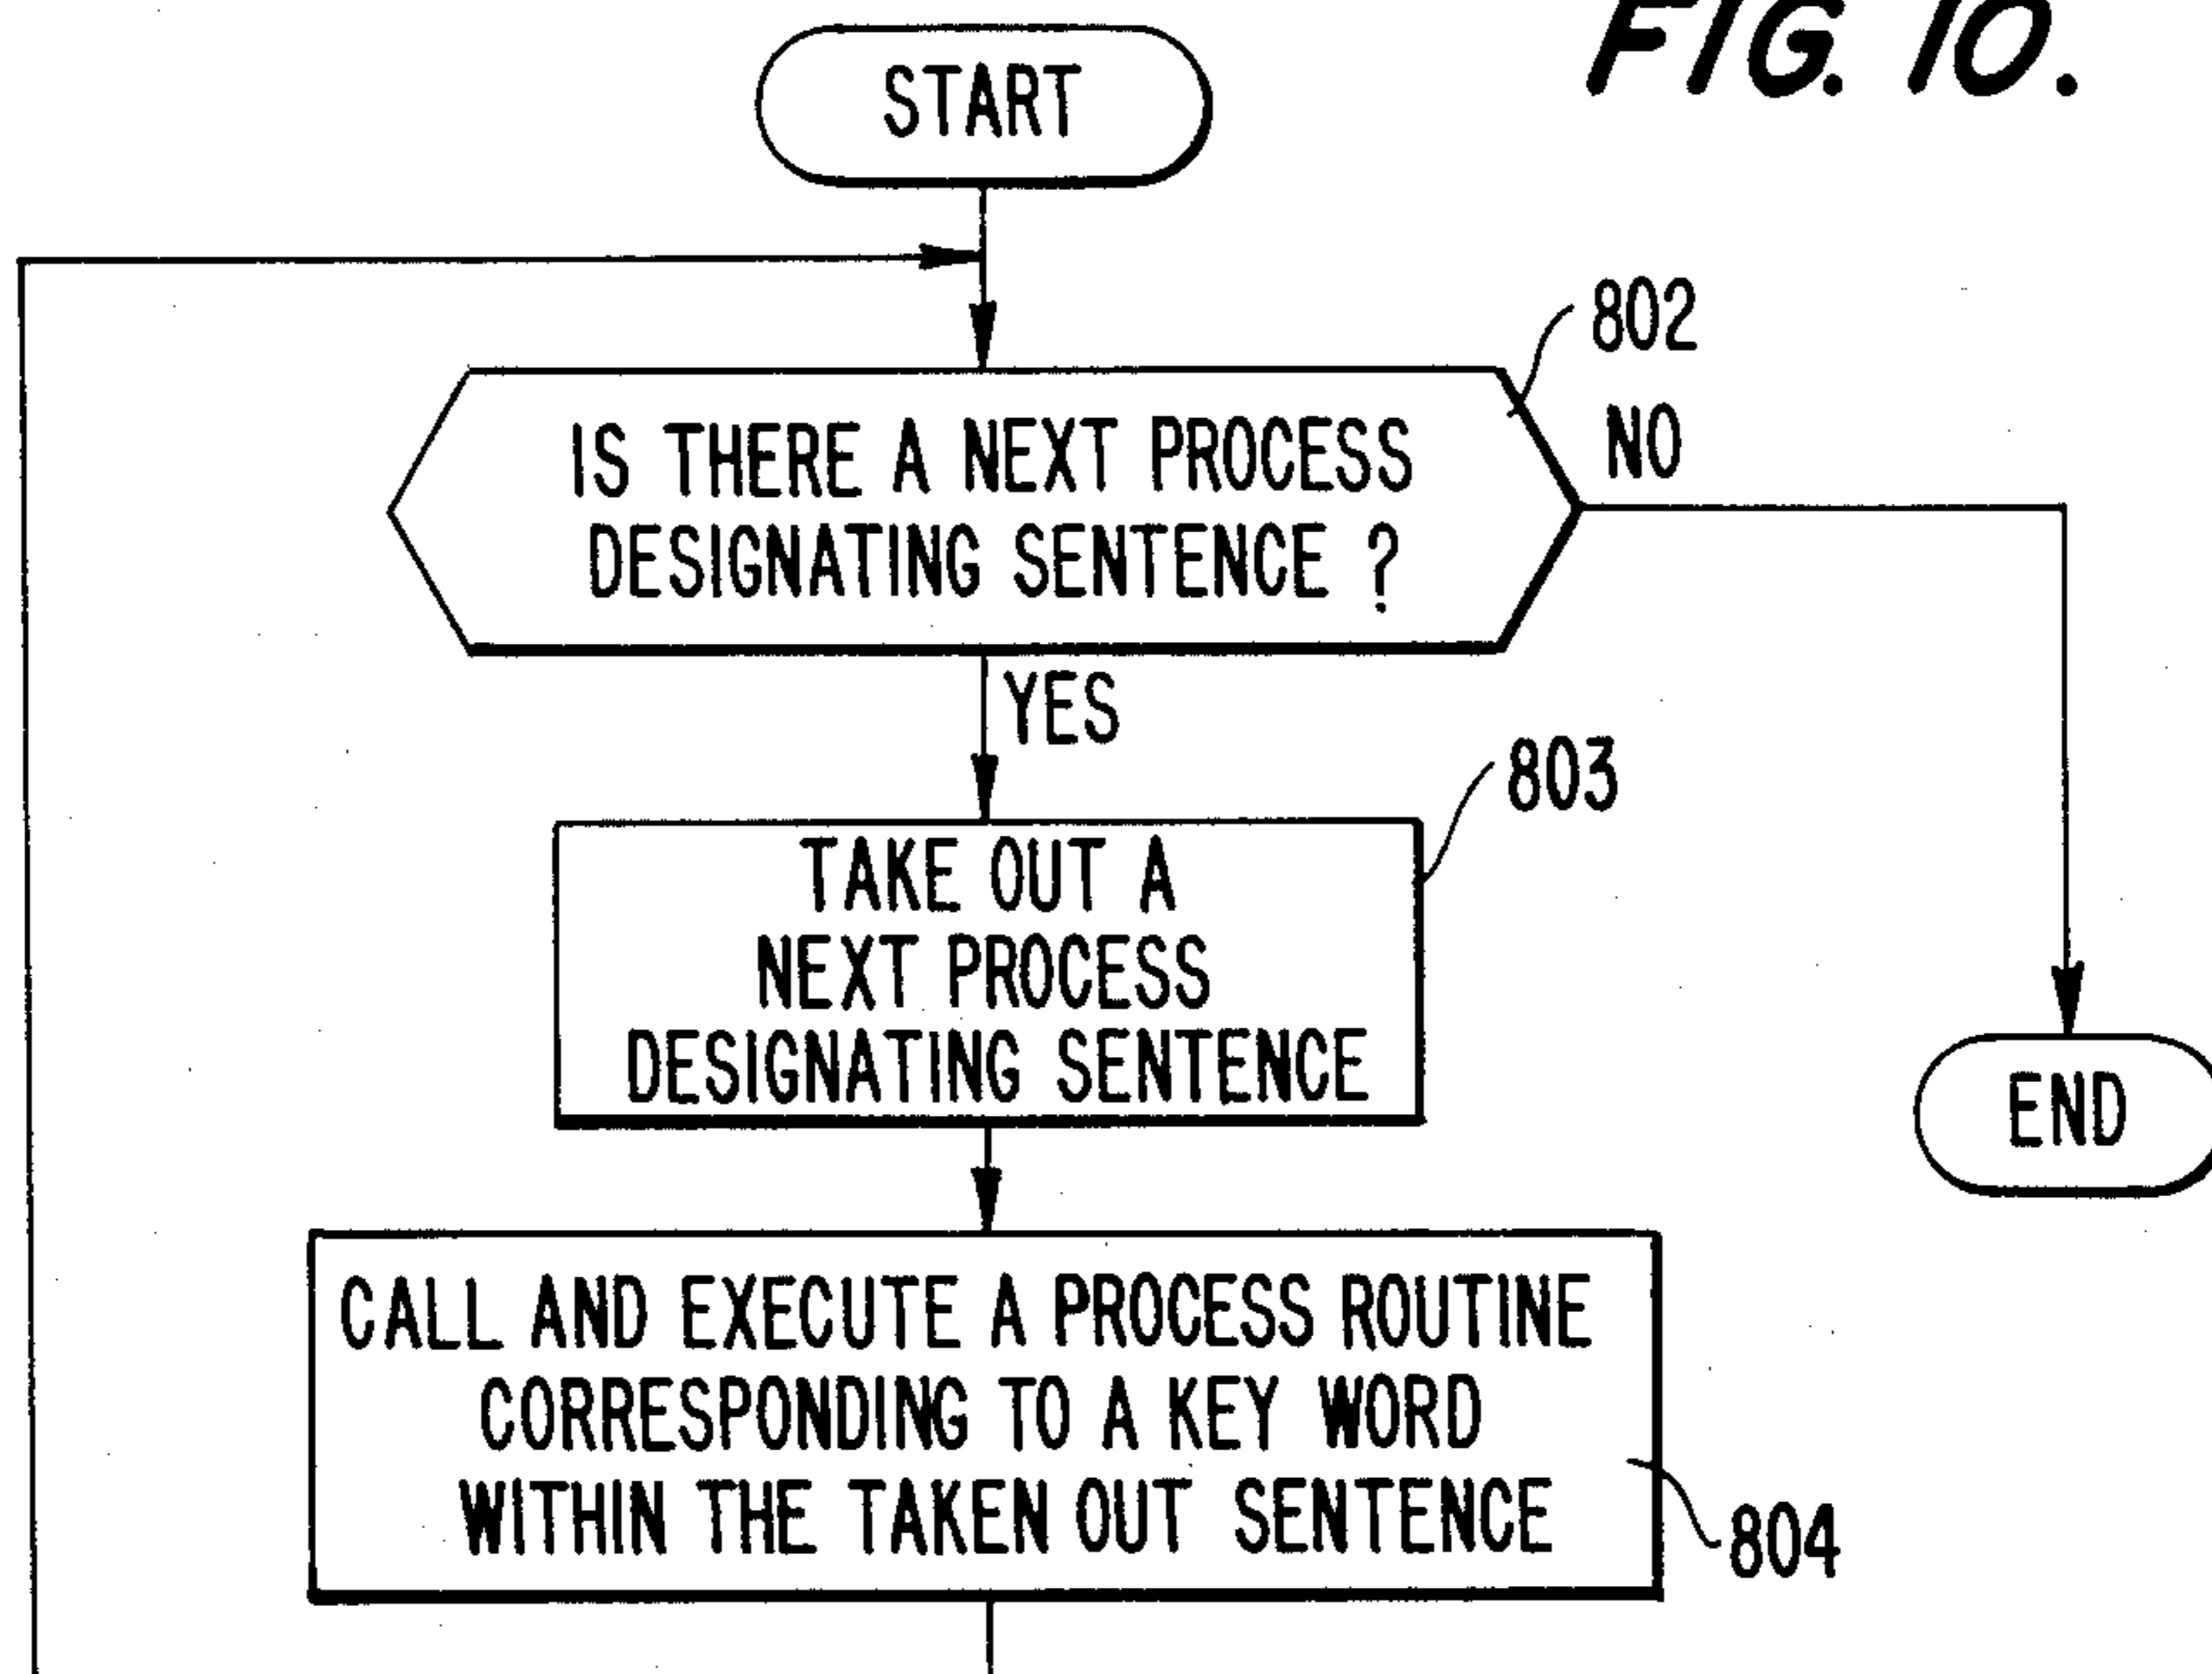 FIG. 10.
START
802
IS THERE A NEXT PROCESS
DESIGNATING SENTENCE ?
NO
YES
803
TAKE OUT A
NEXT PROCESS
DESIGNATING SENTENCE
END
CALL AND EXECUTE A PROCESS ROUTINE
CORRESPONDING TO A KEY WORD
WITHIN THE TAKEN OUT SENTENCE
804